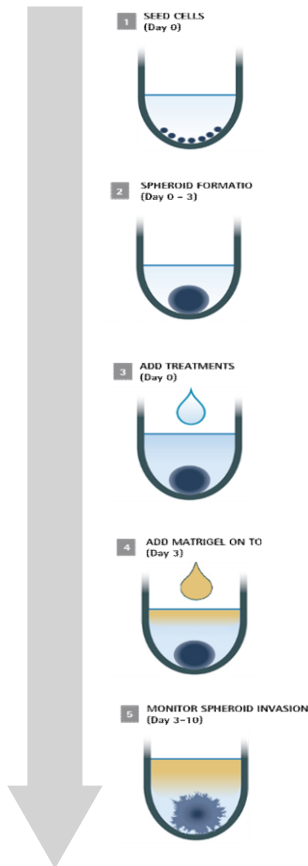 1 SEED CELLS
(Day 0)
2 SPHEROID FORMATIO
(Day 0 – 3)
3 ADD TREATMENTS
(Day 0)
4 ADD MATRIGEL ON TO
(Day 3)
5 MONITOR SPHEROID INVASION
(Day 3–10)